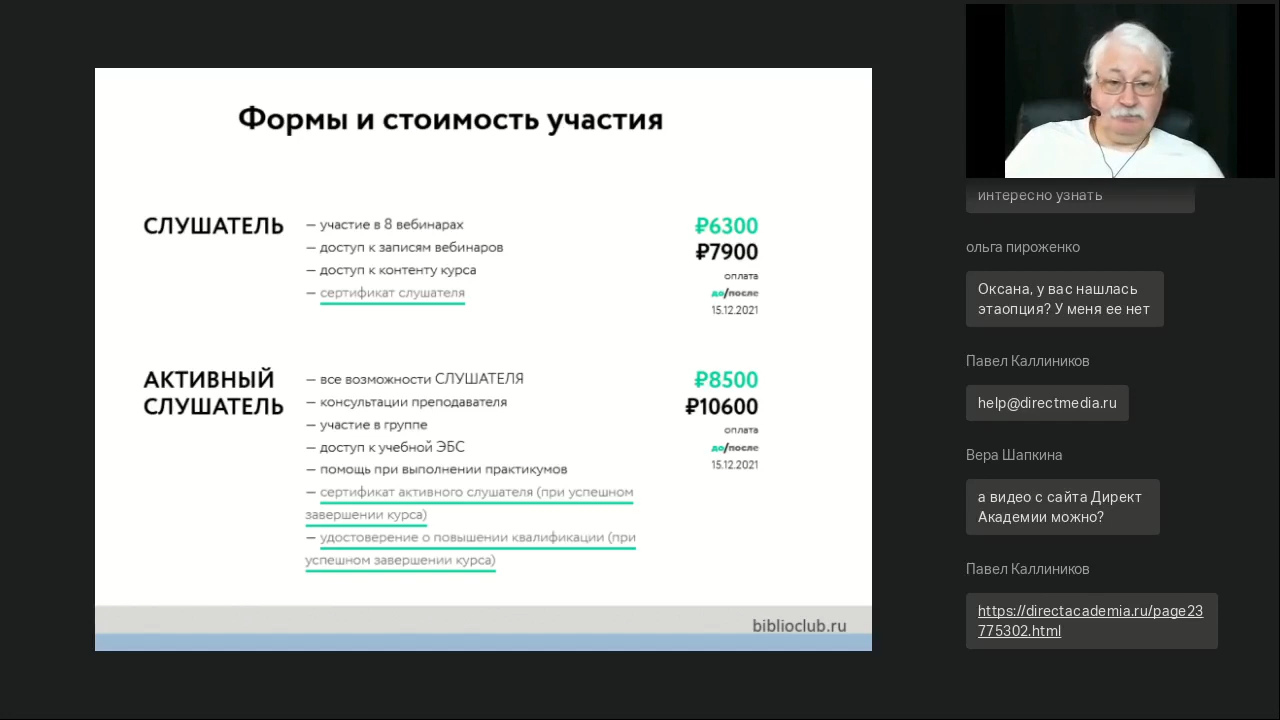 Формы и стоимость участия
СЛУШАТЕЛЬ
— участие в 8 вебинарах
— доступ к записям вебинаров
— доступ к контенту курса
— сертификат слушателя
₽6300
₽7900
оплата
до/после
15.12.2021
АКТИВНЫЙ
СЛУШАТЕЛЬ
— все возможности СЛУШАТЕЛЯ
— консультации преподавателя
— участие в группе
— доступ к учебной ЭБС
— помощь при выполнении практикумов
— сертификат активного слушателя (при успешном
завершении курса)
— удостоверение о повышении квалификации (при
успешном завершении курса)
₽8500
₽10600
оплата
до/после
15.12.2021
biblioclub.ru
интересно узнать
ольга пироженко
Оксана, у вас нашлась
этаопция? У меня ее нет
Павел Каллиников
help@directmedia.ru
Вера Шапкина
а видео с сайта Директ
Академии можно?
Павел Каллиников
https://directacademia.ru/page23
775302.html